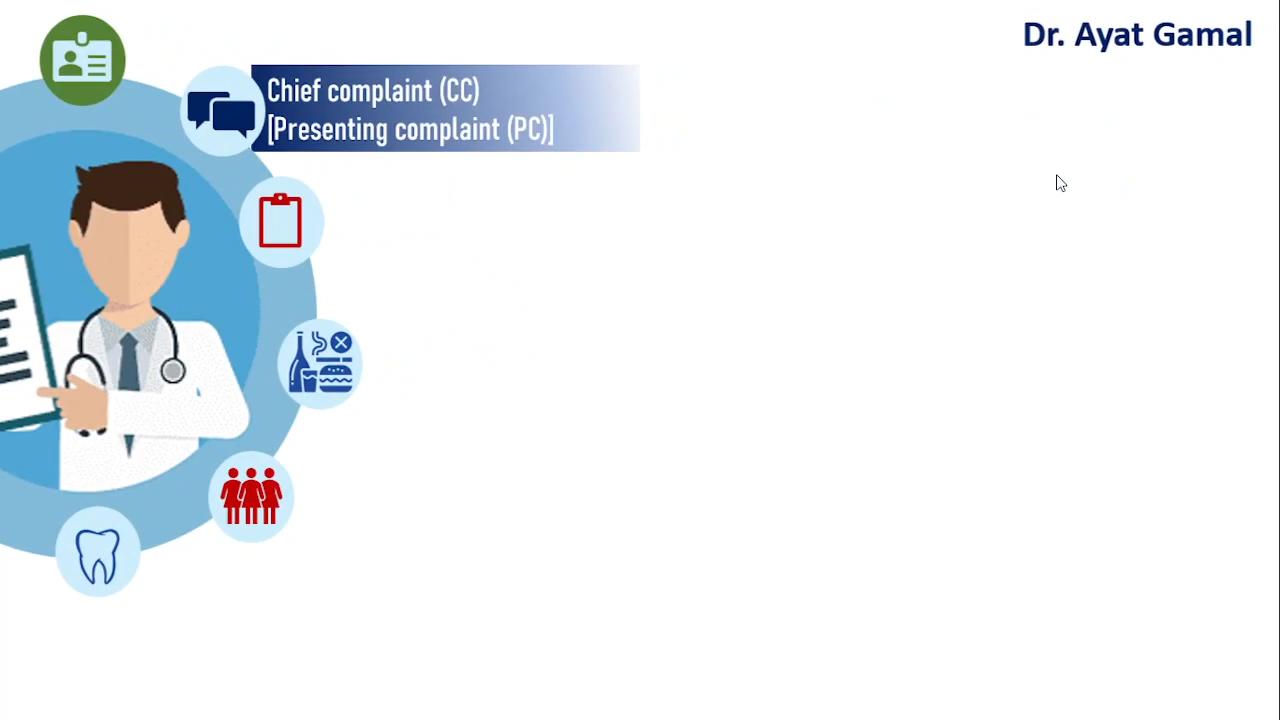 Dr. Ayat Gamal
Chief complaint (CC)
[Presenting complaint (PC)]